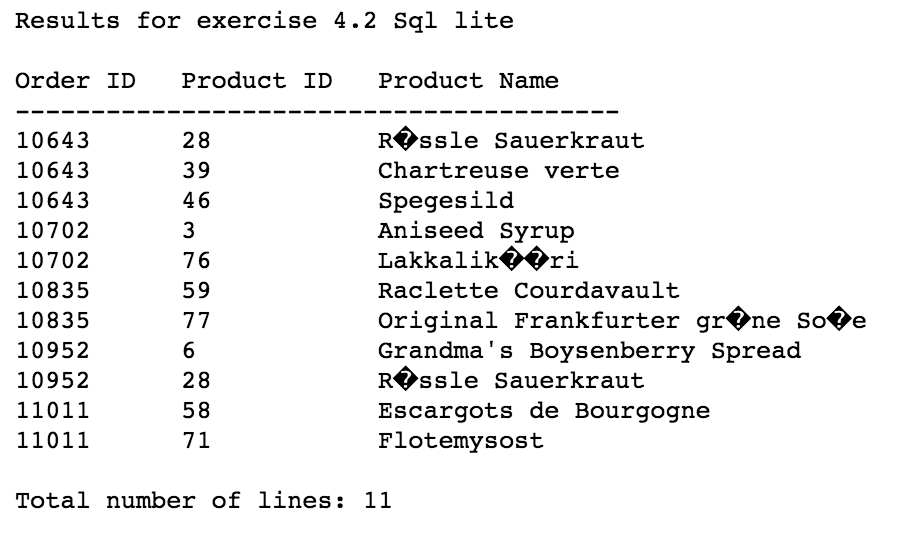 Results for exercise 4.2 Sql lite
Order ID Product ID Product Name
-----------------------------------------
10643 28 R�ssle Sauerkraut
10643 39 Chartreuse verte
10643 46 Spegesild
10702 3 Aniseed Syrup
10702 76 Lakkalik��ri
10835 59 Raclette Courdavault
10835 77 Original Frankfurter gr�ne So�e
10952 6 Grandma's Boysenberry Spread
10952 28 R�ssle Sauerkraut
11011 58 Escargots de Bourgogne
11011 71 Flotemysost
Total number of lines: 11